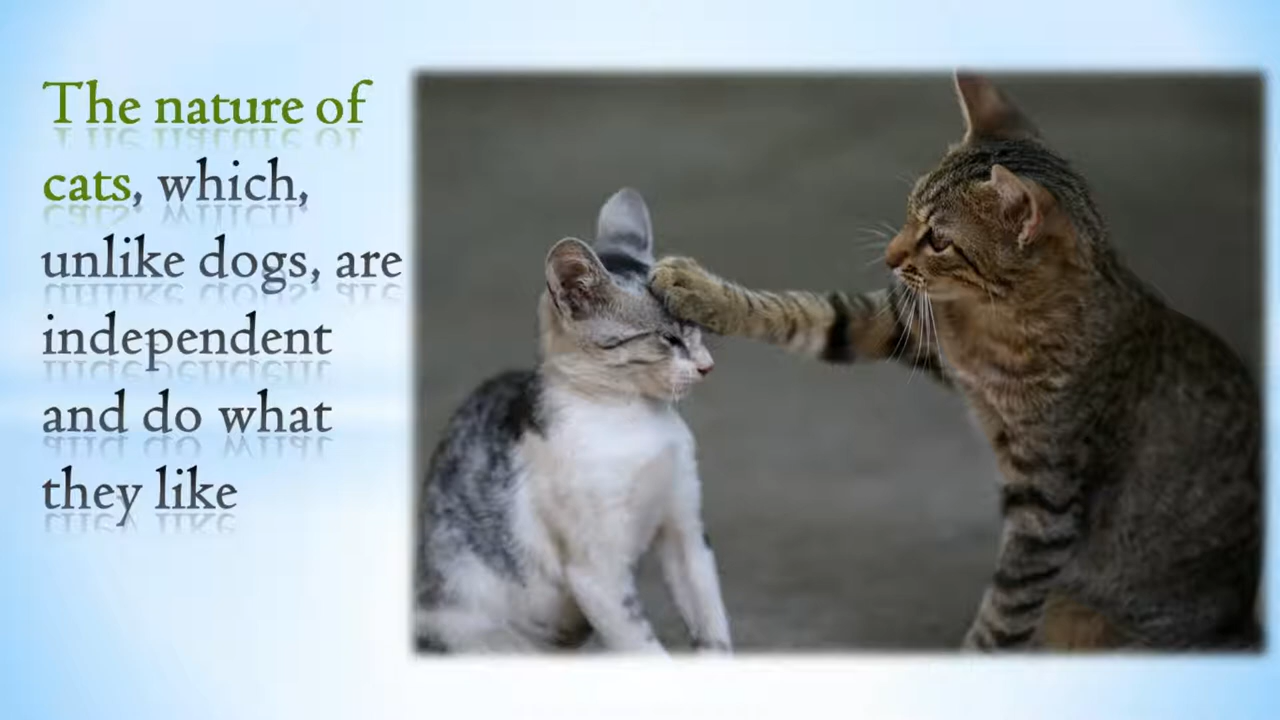 The nature of
cats, which,
unlike dogs, are
independent
and do what
they like